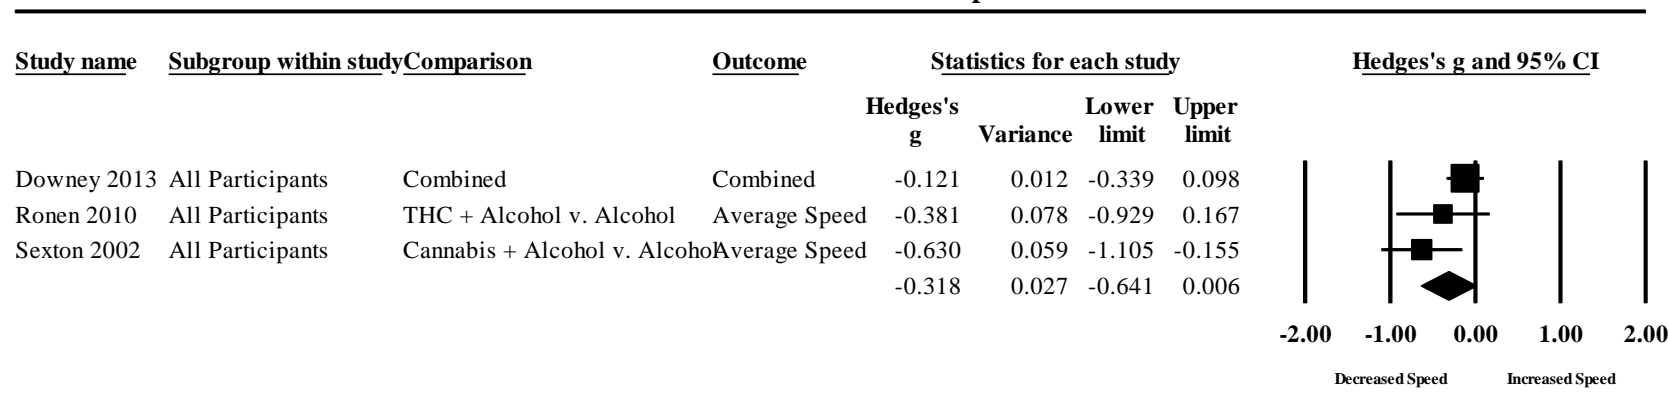 Study name Subgroup within study Comparison Outcome Statistics for each study Hedges's g and 95% CI
Hedges's Lower Upper
g Variance limit limit
Downey 2013 All Participants Combined Combined -0.121 0.012 -0.339 0.098
Ronen 2010 All Participants THC + Alcohol v. Alcohol Average Speed -0.381 0.078 -0.929 0.167
Sexton 2002 All Participants Cannabis + Alcohol v. Alcohol Average Speed -0.630 0.059 -1.105 -0.155
-0.318 0.027 -0.641 0.006
-2.00 -1.00 0.00 1.00 2.00
Decreased Speed Increased Speed